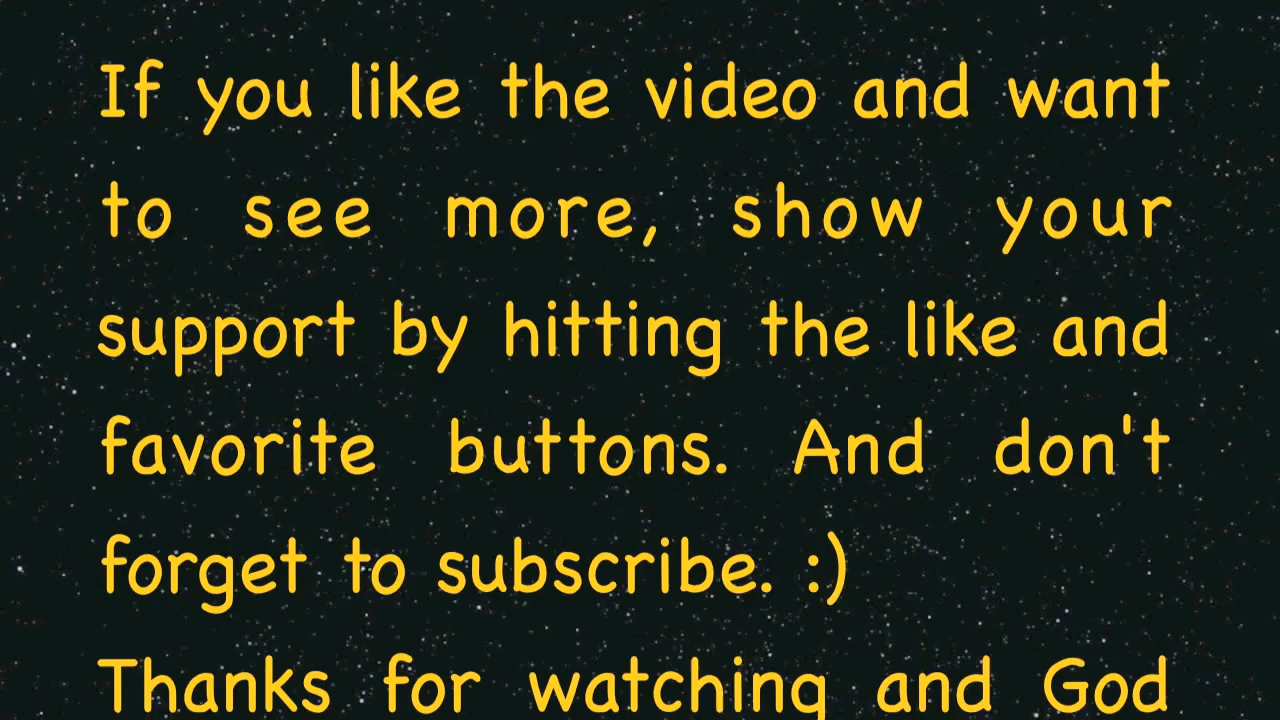 If you like the video and want
to see more, show your
support by hitting the like and
favorite buttons. And don't
forget to subscribe. :)
Thanks for watching and God